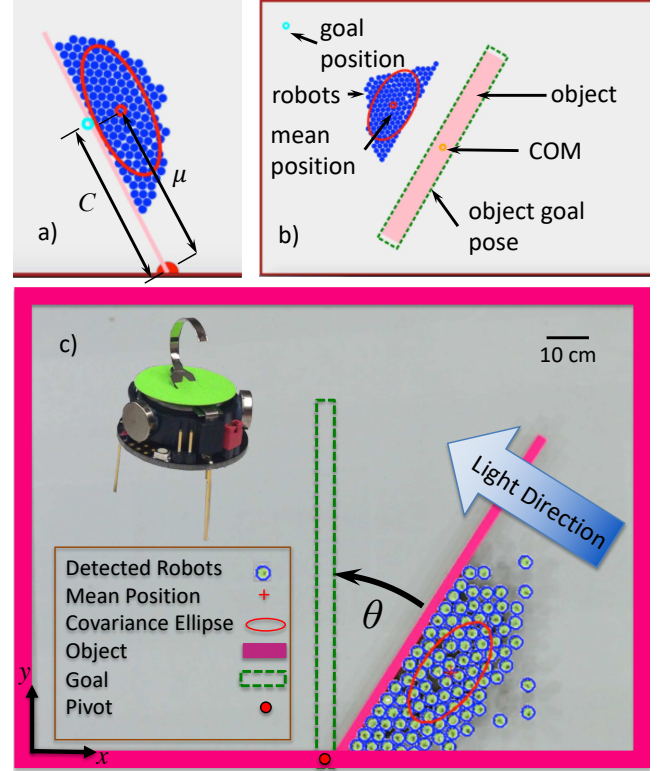 C
μ
a)
goal
position
robots
mean
position
object
COM
object goal
pose
b)
c)
10 cm
Light Direction
θ
Detected Robots
Mean Position
Covariance Ellipse
Object
Goal
Pivot
y
x